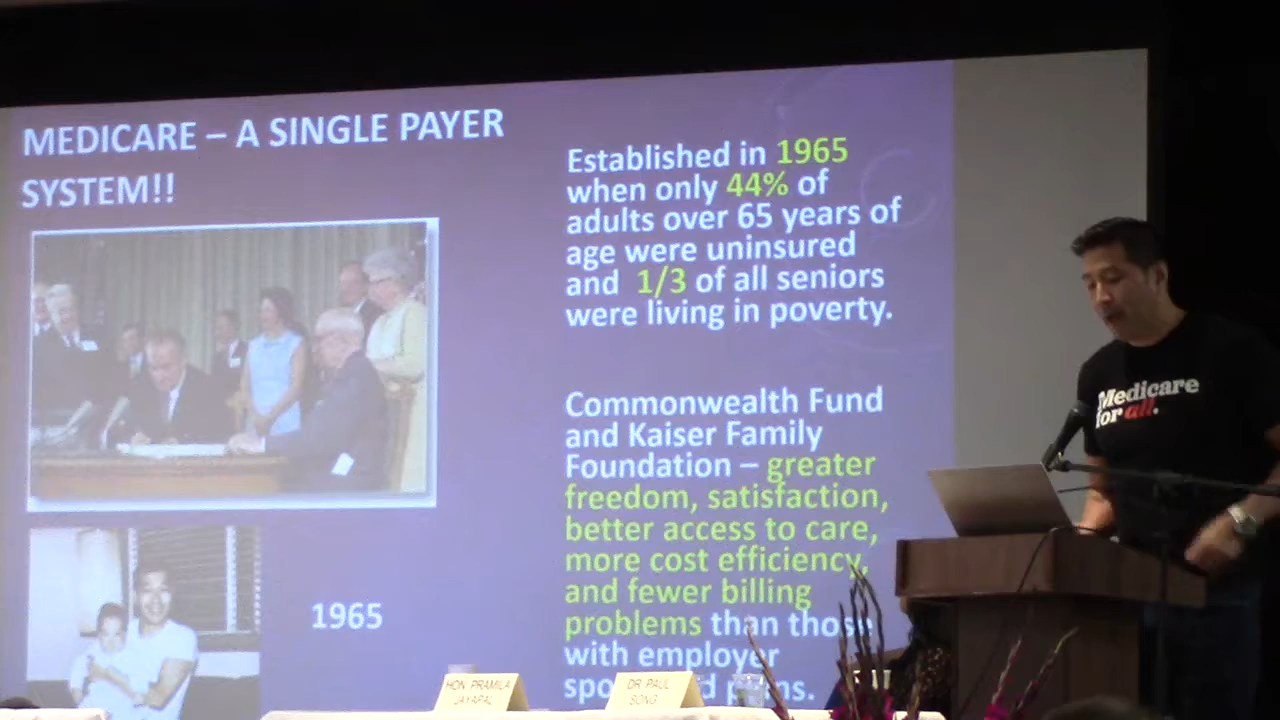 MEDICARE – A SINGLE PAYER
SYSTEM!!
Established in 1965
when only 44% of
adults over 65 years of
age were uninsured
and 1/3 of all seniors
were living in poverty.
Commonwealth Fund
and Kaiser Family
Foundation – greater
freedom, satisfaction,
better access to care,
more cost efficiency,
and fewer billing
problems than those
with employer
1965
Medicare
for all.
HON PRAMILA
JAYAPAL
DR. PAUL
SONG